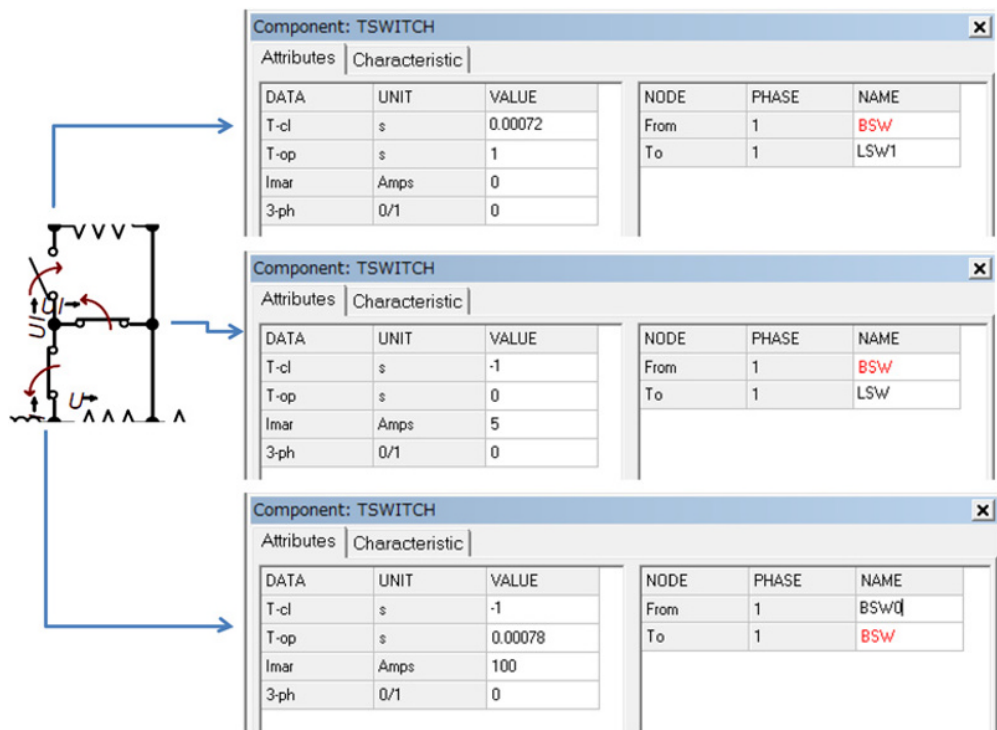 Component: TSWITCH
Attributes Characteristic
DATA UNIT VALUE NODE PHASE NAME
T-cl s 0.00072 From 1 BSW
T-op s 1 To 1 LSW1
Imar Amps 0
3-ph 0/1 0
UI UI
U
Component: TSWITCH
Attributes Characteristic
DATA UNIT VALUE NODE PHASE NAME
T-cl s -1 From 1 BSW
T-op s 0 To 1 LSW
Imar Amps 5
3-ph 0/1 0
Component: TSWITCH
Attributes Characteristic
DATA UNIT VALUE NODE PHASE NAME
T-cl s -1 From 1 BSW0
T-op s 0.00078 To 1 BSW
Imar Amps 100
3-ph 0/1 0